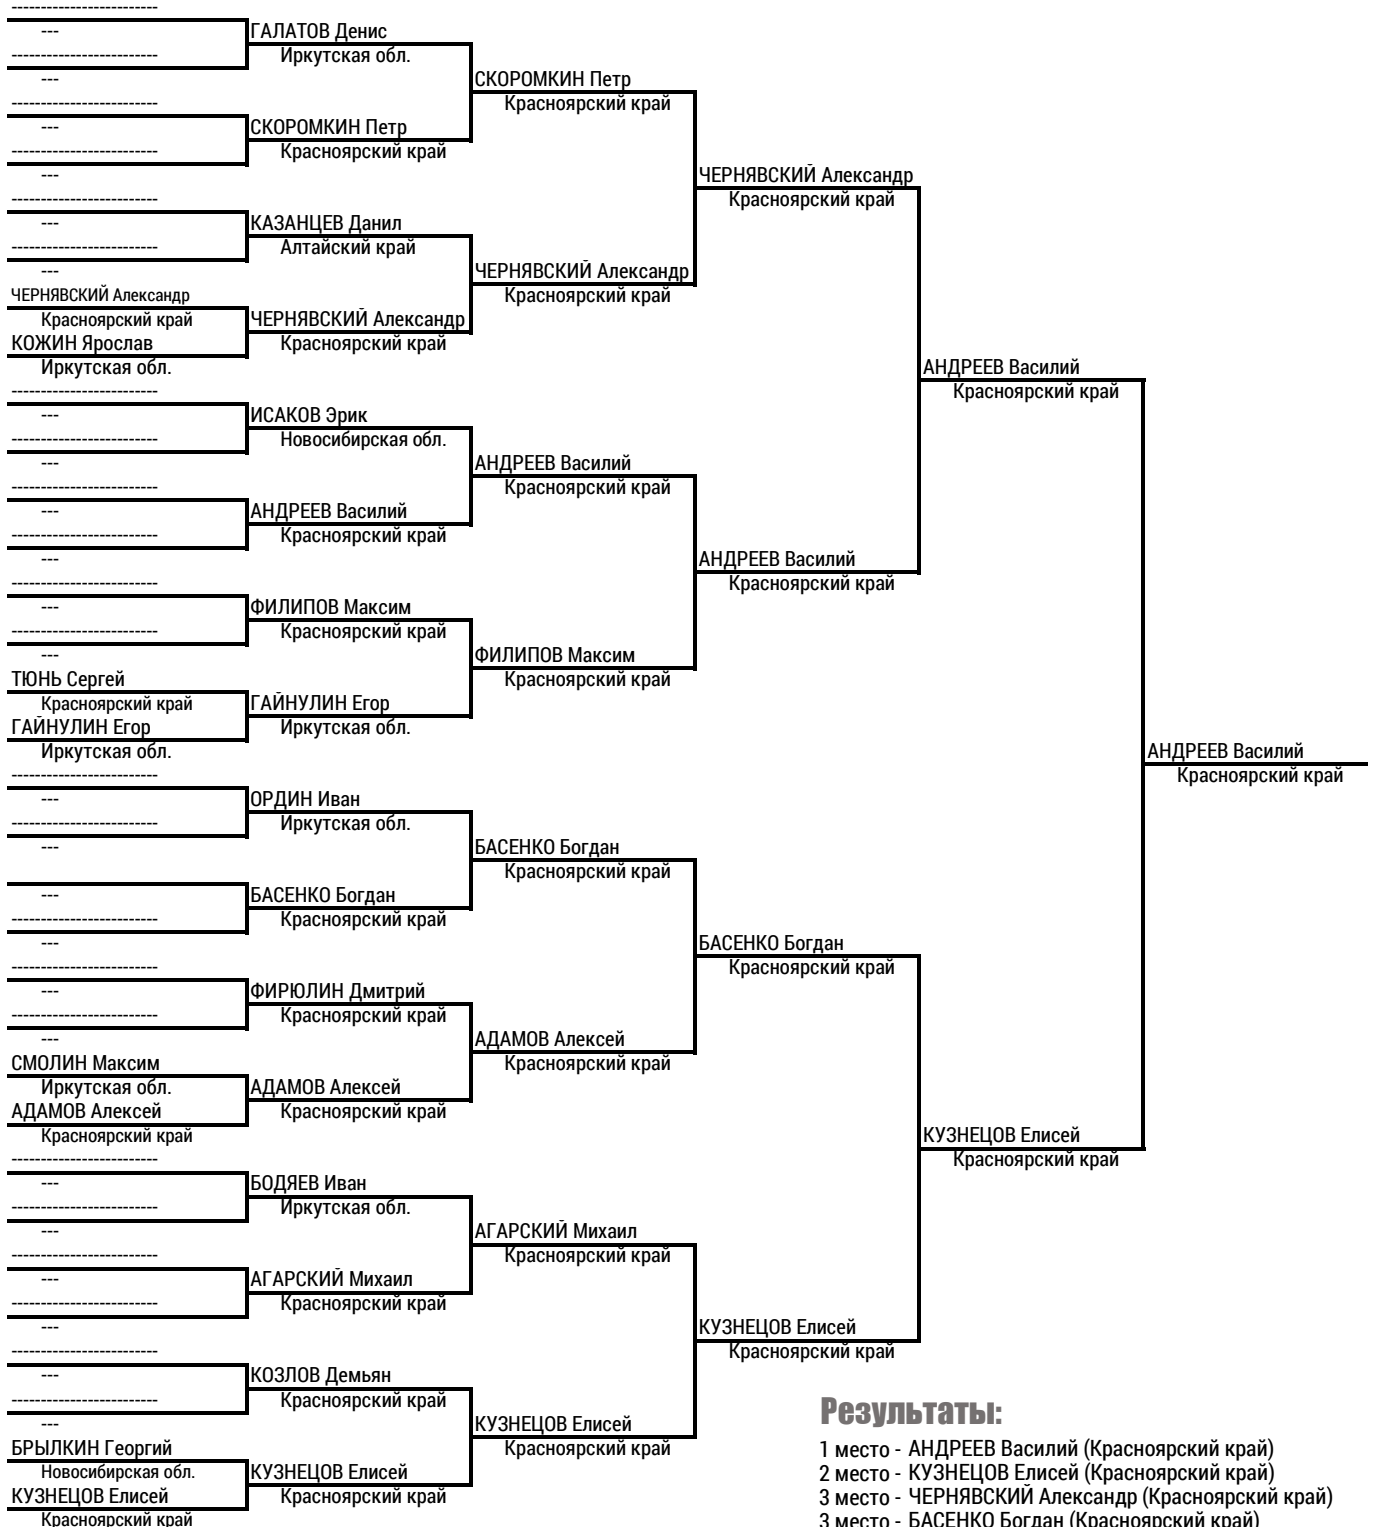 -------------------------
---
-------------------------
---
-------------------------
---
-------------------------
---
-------------------------
---
-------------------------
---
ЧЕРНЯВСКИЙ Александр
Красноярский край
КОЖИН Ярослав
Иркутская обл.
-------------------------
---
-------------------------
---
-------------------------
---
-------------------------
---
-------------------------
---
-------------------------
---
ТЮНЬ Сергей
Красноярский край
ГАЙНУЛИН Егор
Иркутская обл.
-------------------------
---
-------------------------
---
---
-------------------------
---
-------------------------
---
-------------------------
---
СМОЛИН Максим
Иркутская обл.
АДАМОВ Алексей
Красноярский край
-------------------------
---
-------------------------
---
-------------------------
---
-------------------------
---
-------------------------
---
-------------------------
---
БРЫЛКИН Георгий
Новосибирская обл.
КУЗНЕЦОВ Елисей
Красноярский край
ГАЛАТОВ Денис
Иркутская обл.
СКОРОМКИН Петр
Красноярский край
КАЗАНЦЕВ Данил
Алтайский край
ЧЕРНЯВСКИЙ Александр
Красноярский край
ИСАКОВ Эрик
Новосибирская обл.
АНДРЕЕВ Василий
Красноярский край
ФИЛИПОВ Максим
Красноярский край
ГАЙНУЛИН Егор
Иркутская обл.
ОРДИН Иван
Иркутская обл.
БАСЕНКО Богдан
Красноярский край
ФИРЮЛИН Дмитрий
Красноярский край
АДАМОВ Алексей
Красноярский край
БОДЯЕВ Иван
Иркутская обл.
АГАРСКИЙ Михаил
Красноярский край
КОЗЛОВ Демьян
Красноярский край
КУЗНЕЦОВ Елисей
Красноярский край
СКОРОМКИН Петр
Красноярский край
ЧЕРНЯВСКИЙ Александр
Красноярский край
АНДРЕЕВ Василий
Красноярский край
ФИЛИПОВ Максим
Красноярский край
БАСЕНКО Богдан
Красноярский край
АДАМОВ Алексей
Красноярский край
АГАРСКИЙ Михаил
Красноярский край
КУЗНЕЦОВ Елисей
Красноярский край
ЧЕРНЯВСКИЙ Александр
Красноярский край
АНДРЕЕВ Василий
Красноярский край
БАСЕНКО Богдан
Красноярский край
КУЗНЕЦОВ Елисей
Красноярский край
АНДРЕЕВ Василий
Красноярский край
КУЗНЕЦОВ Елисей
Красноярский край
АНДРЕЕВ Василий
Красноярский край
Результаты:
1 место - АНДРЕЕВ Василий (Красноярский край)
2 место - КУЗНЕЦОВ Елисей (Красноярский край)
3 место - ЧЕРНЯВСКИЙ Александр (Красноярский край)
3 место - БАСЕНКО Богдан (Красноярский край)